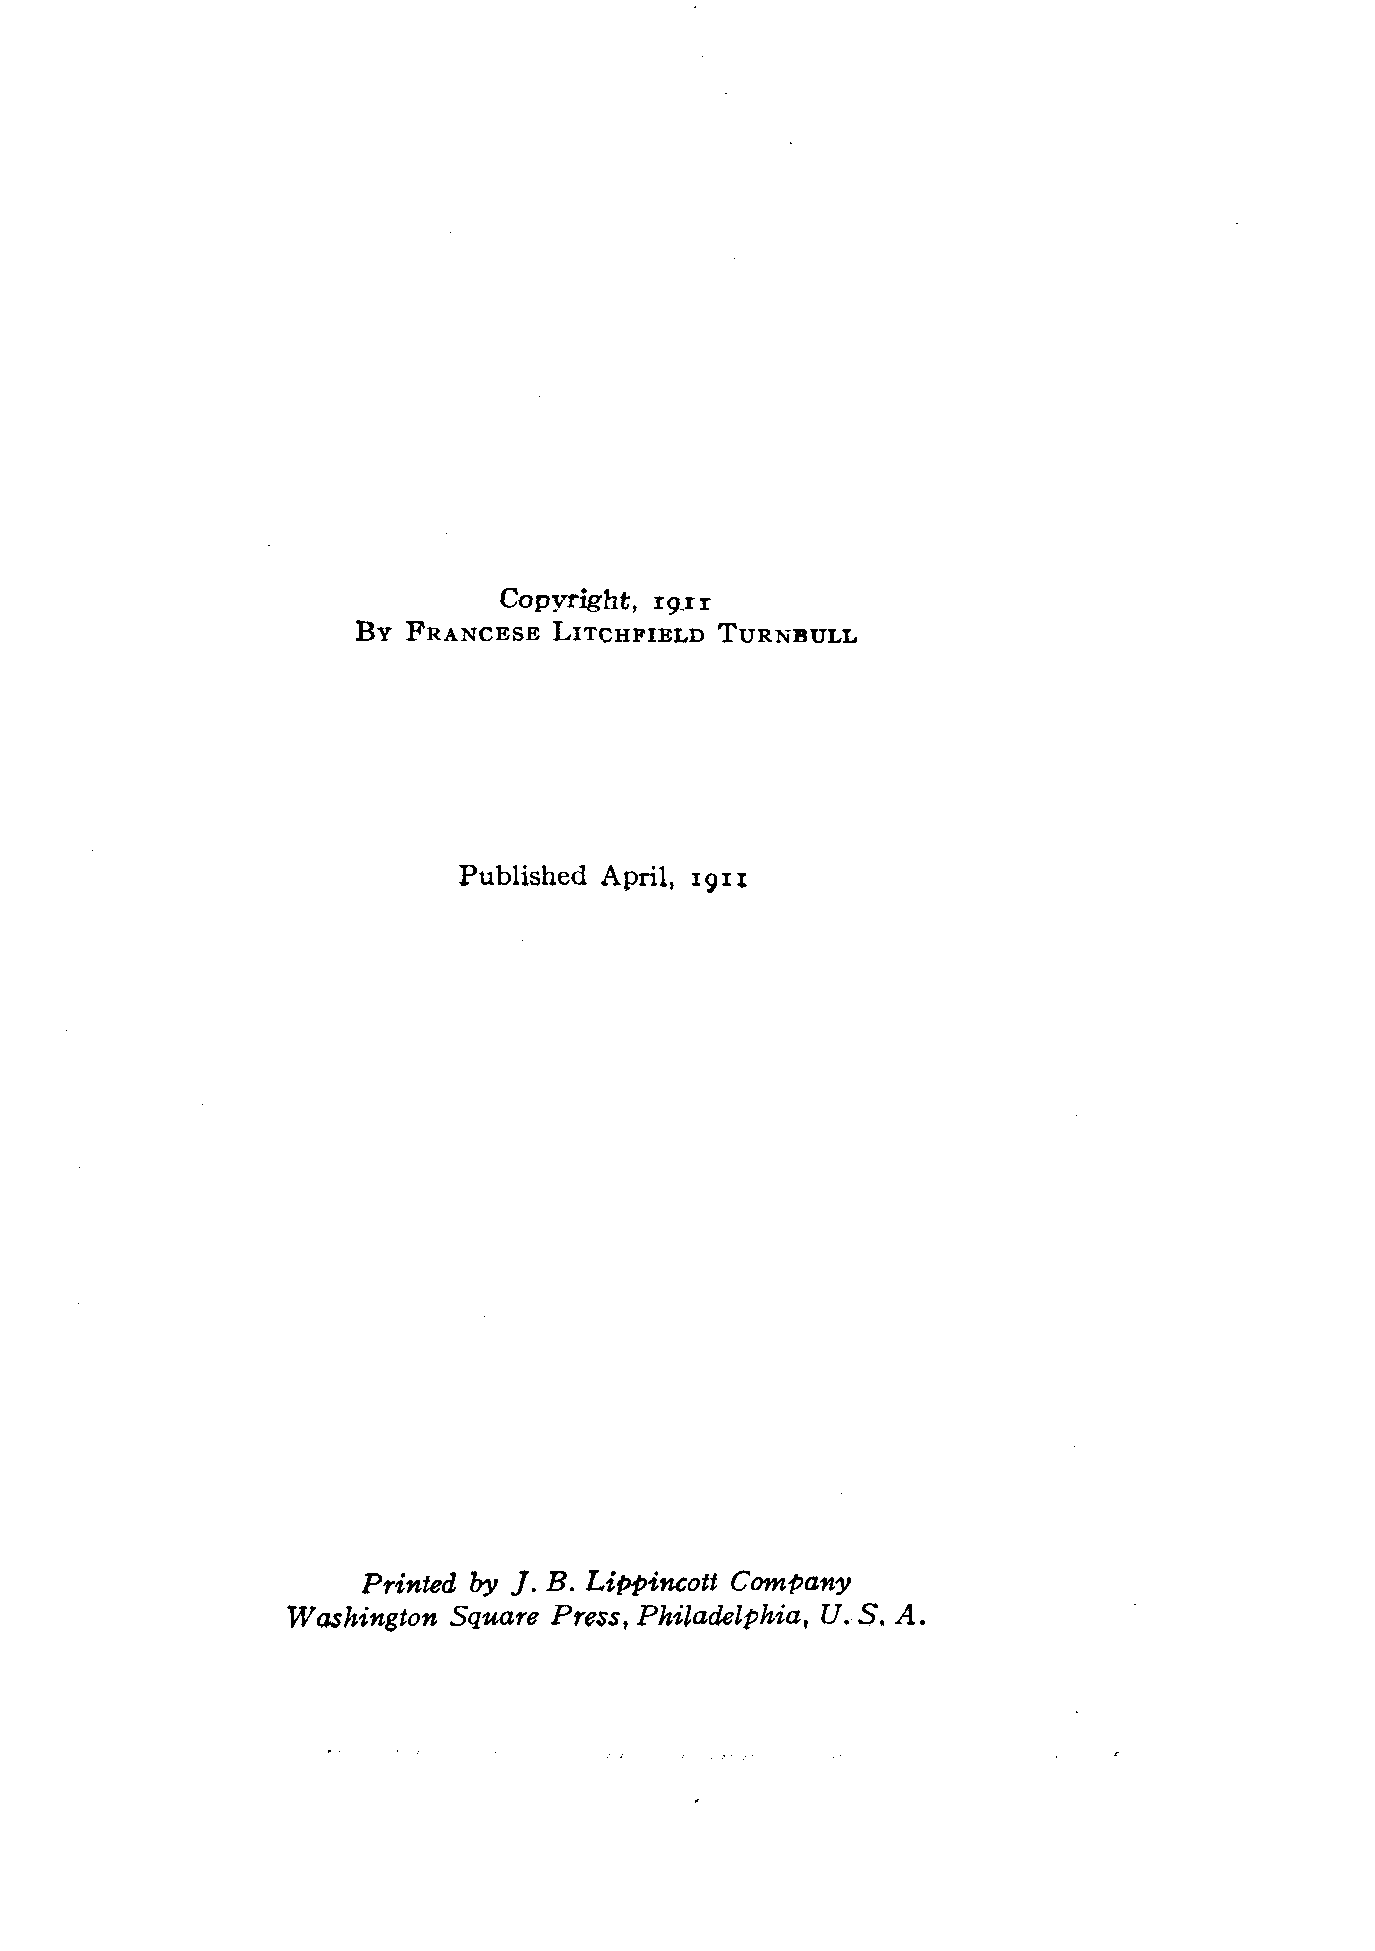 Copyright, 1911
By Francese Litchfield Turnbull
Published April, 1911
Printed by J. B. Lippincott Company
Washington Square Press, Philadelphia, U. S. A.